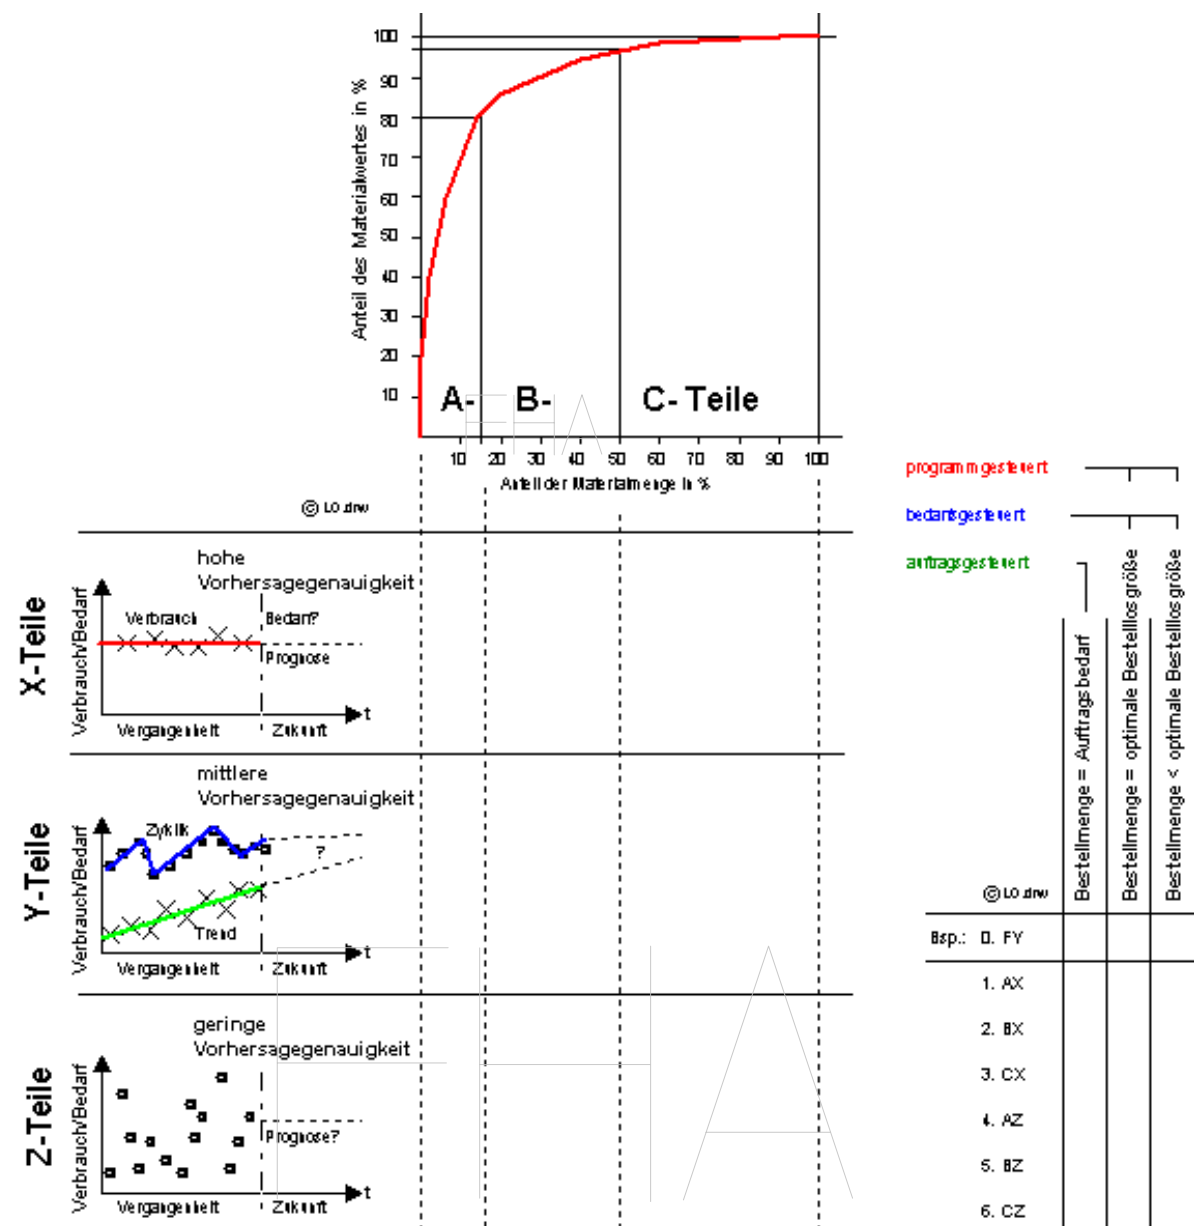 100
90
80
70
60
50
40
30
20
10
Anteil des Materialwertes in %
A-
B-
C- Teile
10 20 30 40 50 60 70 80 90 100
Anteil der Materialmenge in %
© LO.drw
X-Teile
hohe
Vorhersagegenauigkeit
Verbrauch/Bedarf
Verbrauch
Bedarf?
Prognose
t
Vergangenheit
Zukunft
Y-Teile
mittlere
Vorhersagegenauigkeit
Verbrauch/Bedarf
Zyklik
?
Trend
t
Vergangenheit
Zukunft
Z-Teile
geringe
Vorhersagegenauigkeit
Verbrauch/Bedarf
Prognose?
t
Vergangenheit
Zukunft
EHA
EHA
programmgesteuert
bedarfsgesteuert
auftragsgesteuert
Bestellmenge = Auftragsbedarf
Bestellmenge = optimale Bestelllosgröße
Bestellmenge < optimale Bestellosgröße
© LO.drw
Bsp.: 0. FY
1. AX
2. BX
3. CX
4. AZ
5. BZ
6. CZ